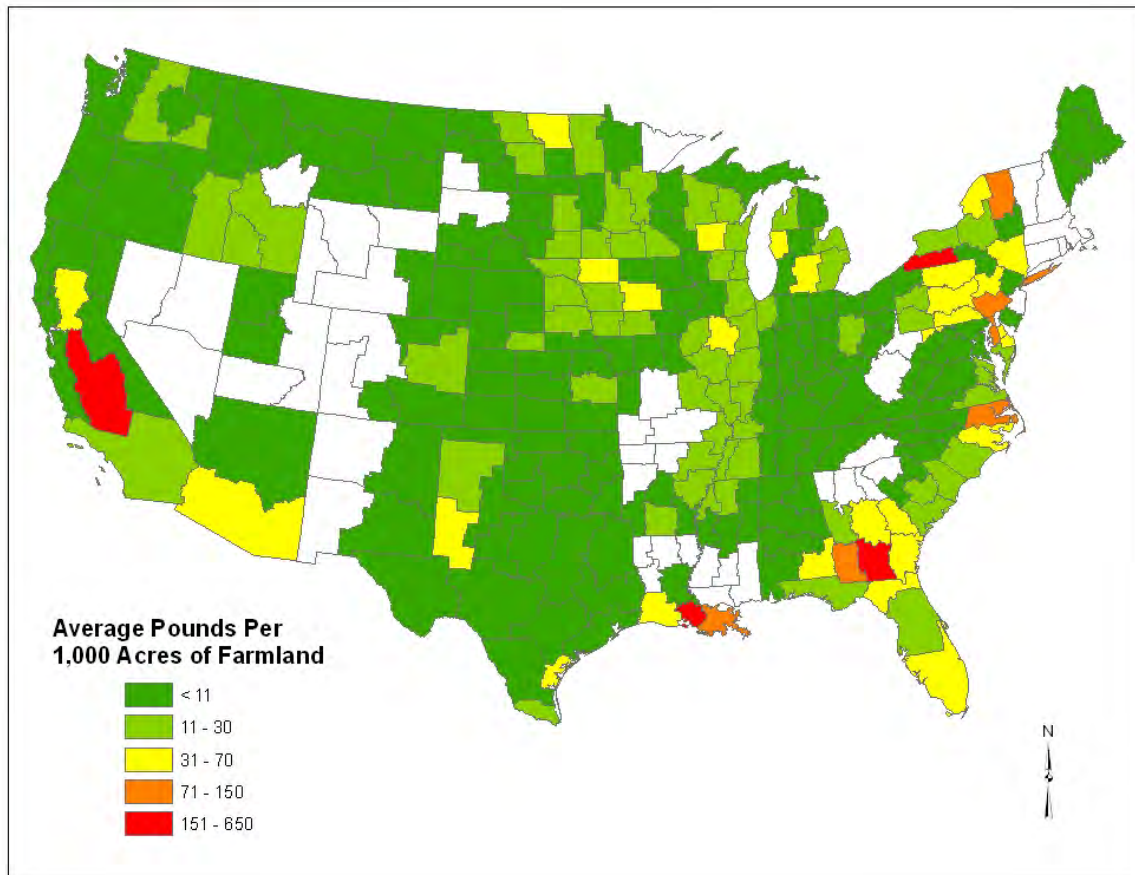 Average Pounds Per
1,000 Acres of Farmland
< 11
11 - 30
31 - 70
71 - 150
151 - 650
N